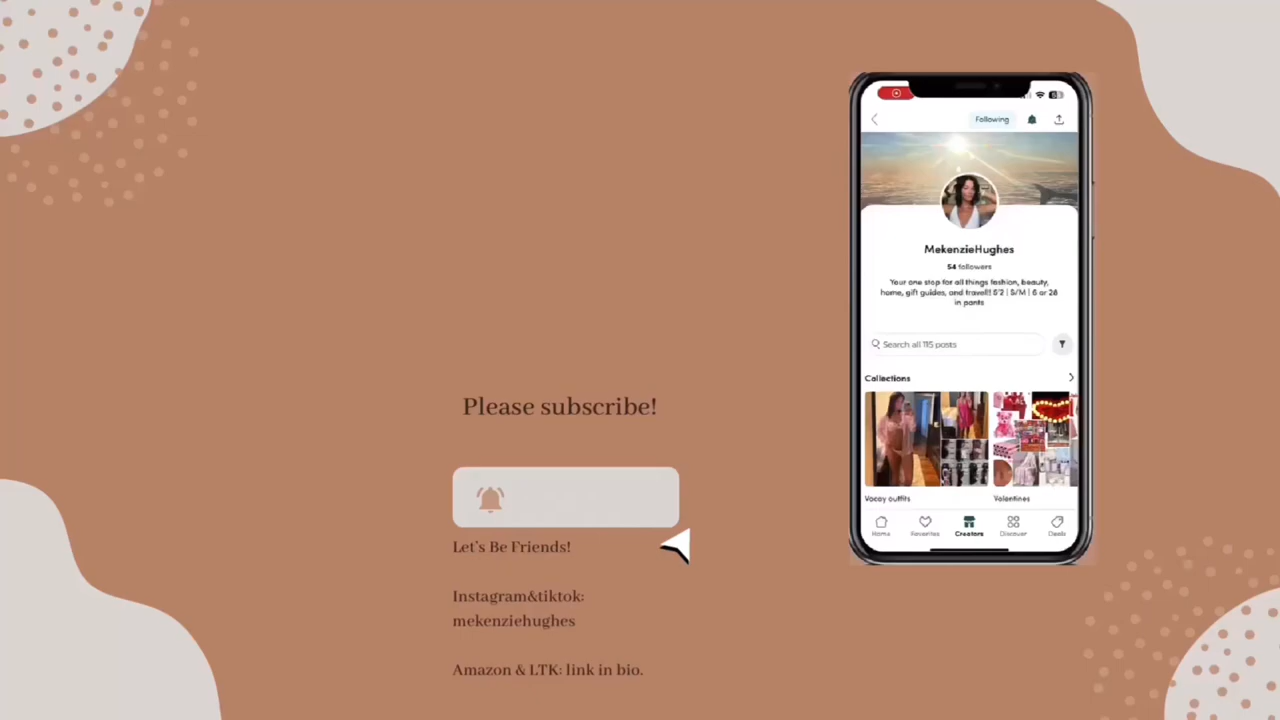 Please subscribe!
Let's Be Friends!
Instagram&tiktok:
mekenziehughes
Amazon & LTK: link in bio.
Following
MekenzieHughes
54 followers
Your one stop for all things fashion, beauty,
home, gift guides, and travel!! 5'2 | S/M | 6 or 28
in pants
Search all 115 posts
Collections
Vacay outfits
Valentines
Home
Favorites
Creators
Discover
Deals